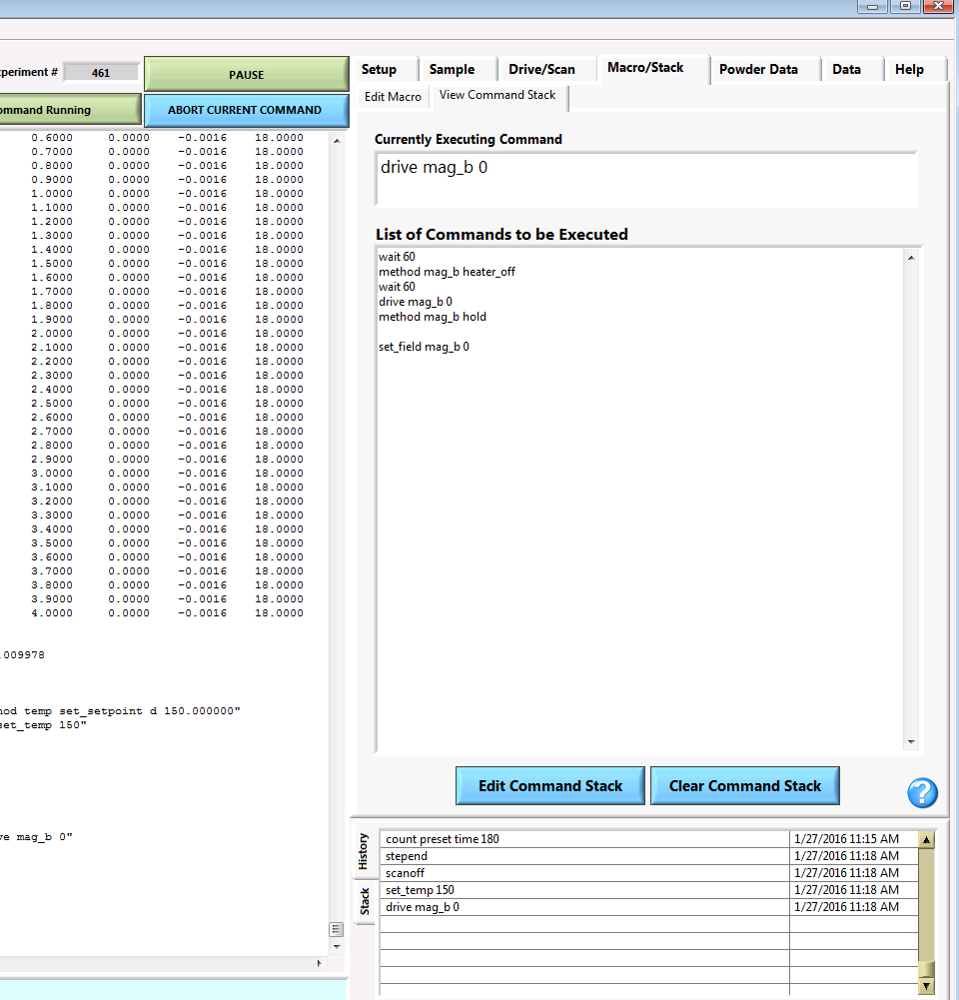 periment # 461 PAUSE
ommand Running ABORT CURRENT COMMAND
0.6000 0.0000 -0.0016 18.0000
0.7000 0.0000 -0.0016 18.0000
0.8000 0.0000 -0.0016 18.0000
0.9000 0.0000 -0.0016 18.0000
1.0000 0.0000 -0.0016 18.0000
1.1000 0.0000 -0.0016 18.0000
1.2000 0.0000 -0.0016 18.0000
1.3000 0.0000 -0.0016 18.0000
1.4000 0.0000 -0.0016 18.0000
1.5000 0.0000 -0.0016 18.0000
1.6000 0.0000 -0.0016 18.0000
1.7000 0.0000 -0.0016 18.0000
1.8000 0.0000 -0.0016 18.0000
1.9000 0.0000 -0.0016 18.0000
2.0000 0.0000 -0.0016 18.0000
2.1000 0.0000 -0.0016 18.0000
2.2000 0.0000 -0.0016 18.0000
2.3000 0.0000 -0.0016 18.0000
2.4000 0.0000 -0.0016 18.0000
2.5000 0.0000 -0.0016 18.0000
2.6000 0.0000 -0.0016 18.0000
2.7000 0.0000 -0.0016 18.0000
2.8000 0.0000 -0.0016 18.0000
2.9000 0.0000 -0.0016 18.0000
3.0000 0.0000 -0.0016 18.0000
3.1000 0.0000 -0.0016 18.0000
3.2000 0.0000 -0.0016 18.0000
3.3000 0.0000 -0.0016 18.0000
3.4000 0.0000 -0.0016 18.0000
3.5000 0.0000 -0.0016 18.0000
3.6000 0.0000 -0.0016 18.0000
3.7000 0.0000 -0.0016 18.0000
3.8000 0.0000 -0.0016 18.0000
3.9000 0.0000 -0.0016 18.0000
4.0000 0.0000 -0.0016 18.0000
.009978
hod temp set_setpoint d 150.000000"
set_temp 150"
ve mag_b 0"
Setup Sample Drive/Scan Macro/Stack Powder Data Data Help
Edit Macro View Command Stack
Currently Executing Command
drive mag_b 0
List of Commands to be Executed
wait 60
method mag_b heater_off
wait 60
drive mag_b 0
method mag_b hold
set_field mag_b 0
Edit Command Stack Clear Command Stack ?
History
Stack
count preset time 180 1/27/2016 11:15 AM
stepend 1/27/2016 11:18 AM
scanoff 1/27/2016 11:18 AM
set_temp 150 1/27/2016 11:18 AM
drive mag_b 0 1/27/2016 11:18 AM